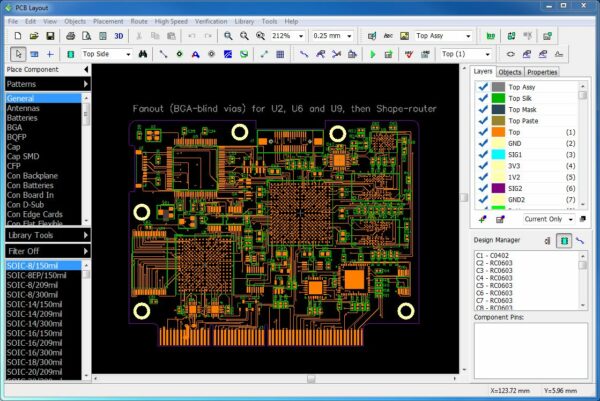 PCB Layout
File View Objects Placement Route High Speed Verification Library Tools Help
3D 212% 0.25 mm Top Assy
Top Side Top (1)
Place Component
Patterns
General
Antennas
Batteries
BGA
BQFP
Cap
Cap SMD
CFP
Con Backplane
Con Batteries
Con Board In
Con D-Sub
Con Edge Cards
Con Flat Flexible
Library Tools
Filter Off
SOIC-8/150mil
SOIC-8EP/150mil
SOIC-8/209mil
SOIC-8/300mil
SOIC-14/150mil
SOIC-14/209mil
SOIC-14/300mil
SOIC-16/150mil
SOIC-16/209mil
SOIC-16/300mil
SOIC-18/300mil
SOIC-20/209mil
SOIC-20/300mil
Fanout (BGA-blind vias) for U2, U6 and U9, then Shape-router
Layers Objects Properties
Top Assy
Top Silk
Top Mask
Top Paste
Top (1)
GND (2)
SIG1 (3)
3V3 (4)
1V2 (5)
SIG2 (6)
GND2 (7)
Current Only
Design Manager
C1 - C0402
C2 - RC0603
C3 - RC0603
C4 - RC0603
C5 - RC0603
C6 - RC0603
C7 - RC0603
C8 - RC0603
Component Pins:
X=123.72 mm Y=5.96 mm